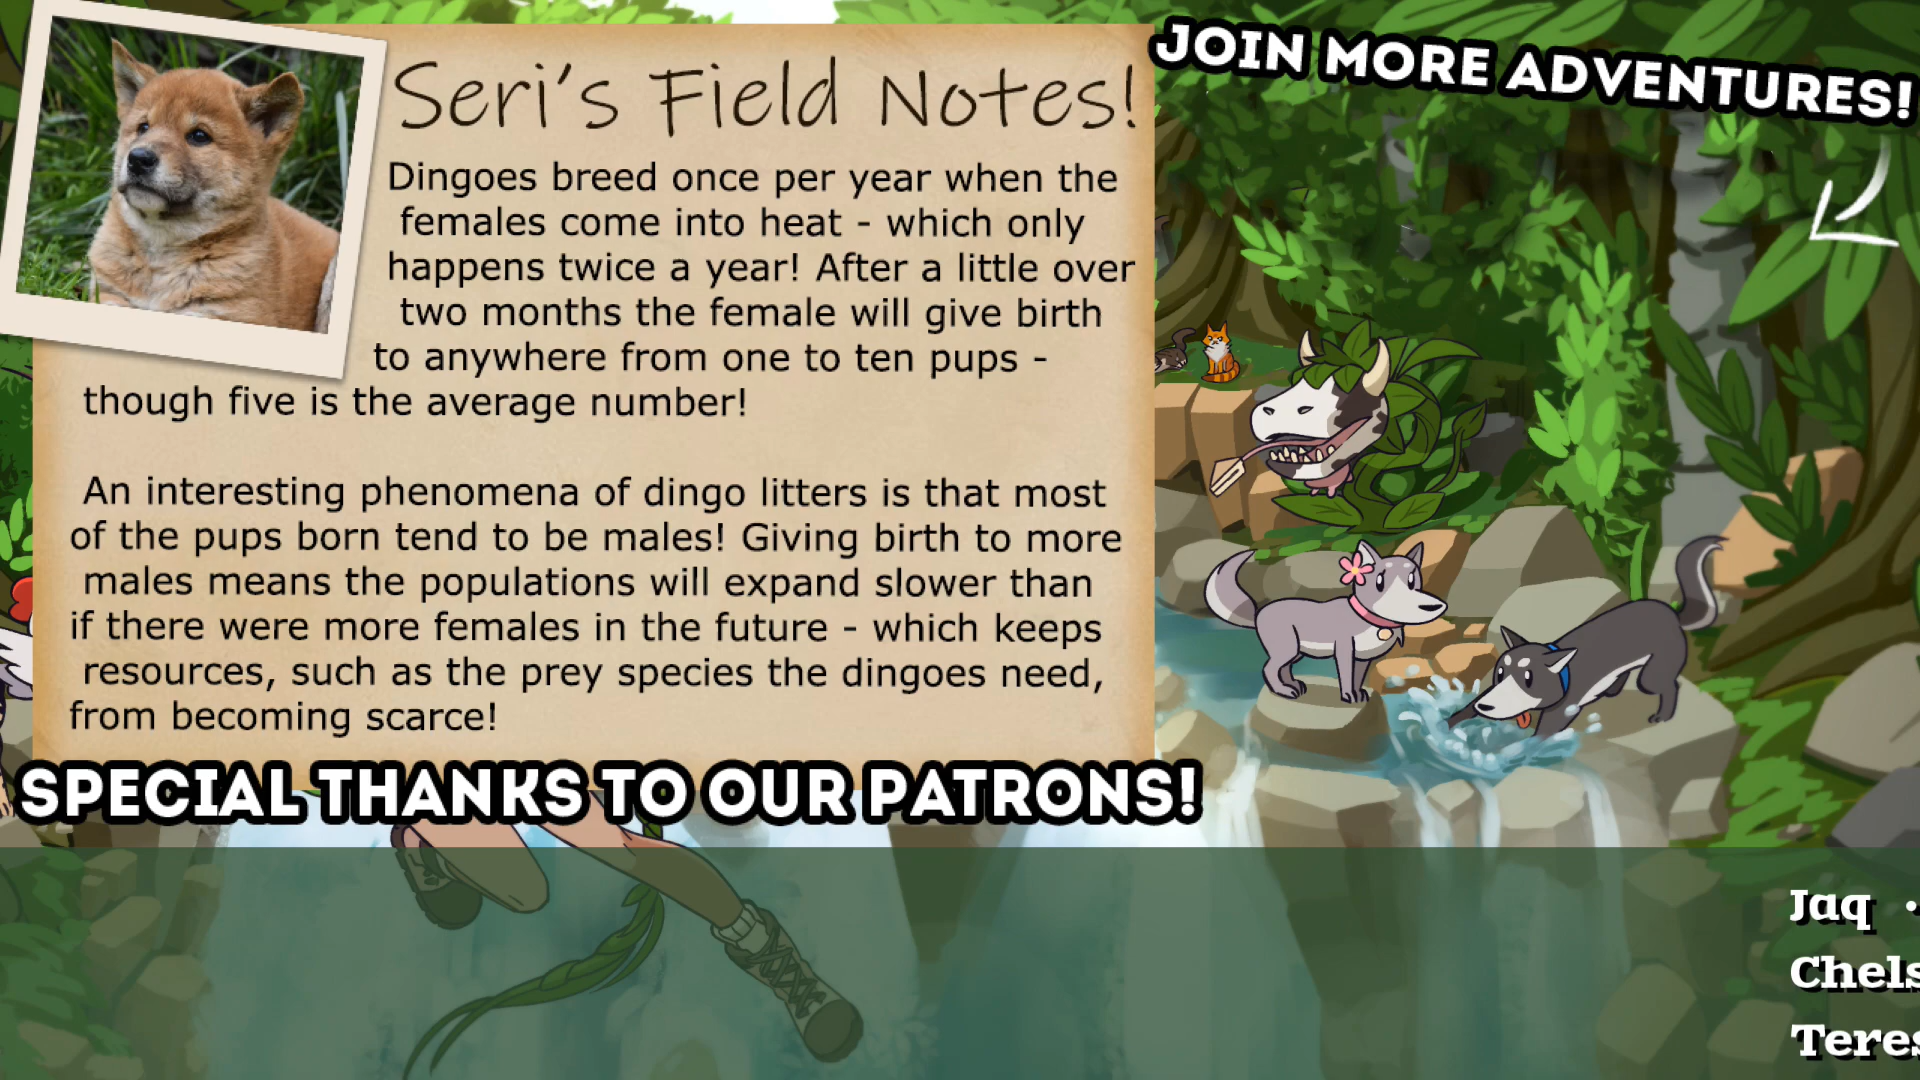 Seri's Field Notes!
JOIN MORE ADVENTURES!
Dingoes breed once per year when the
females come into heat - which only
happens twice a year! After a little over
two months the female will give birth
to anywhere from one to ten pups -
though five is the average number!
An interesting phenomena of dingo litters is that most
of the pups born tend to be males! Giving birth to more
males means the populations will expand slower than
if there were more females in the future - which keeps
resources, such as the prey species the dingoes need,
from becoming scarce!
SPECIAL THANKS TO OUR PATRONS!
Jaq ·
Chels
Teres